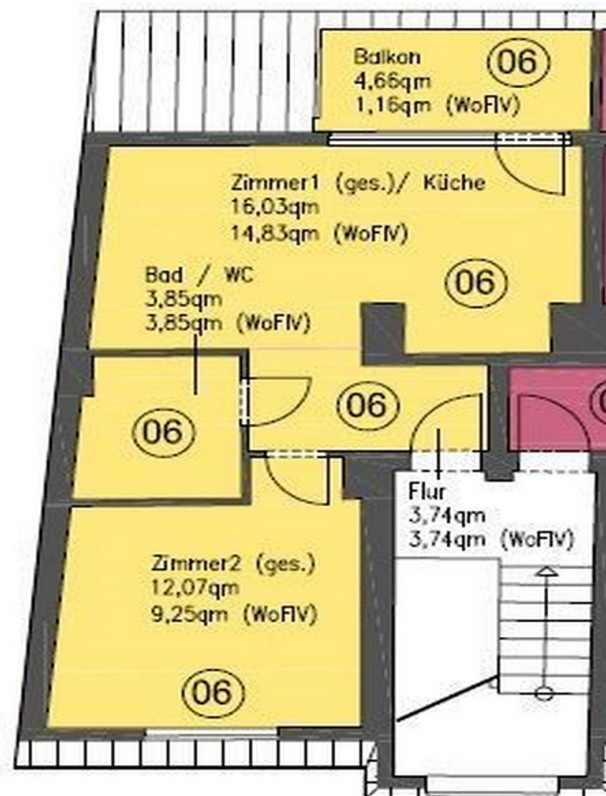 Balkon
4,66qm
1,16qm (WoFlV)
06
Zimmer1 (ges.)/ Küche
16,03qm
14,83qm (WoFlV)
06
Bad / WC
3,85qm
3,85qm (WoFlV)
06
06
Flur
3,74qm
3,74qm (WoFlV)
Zimmer2 (ges.)
12,07qm
9,25qm (WoFlV)
06